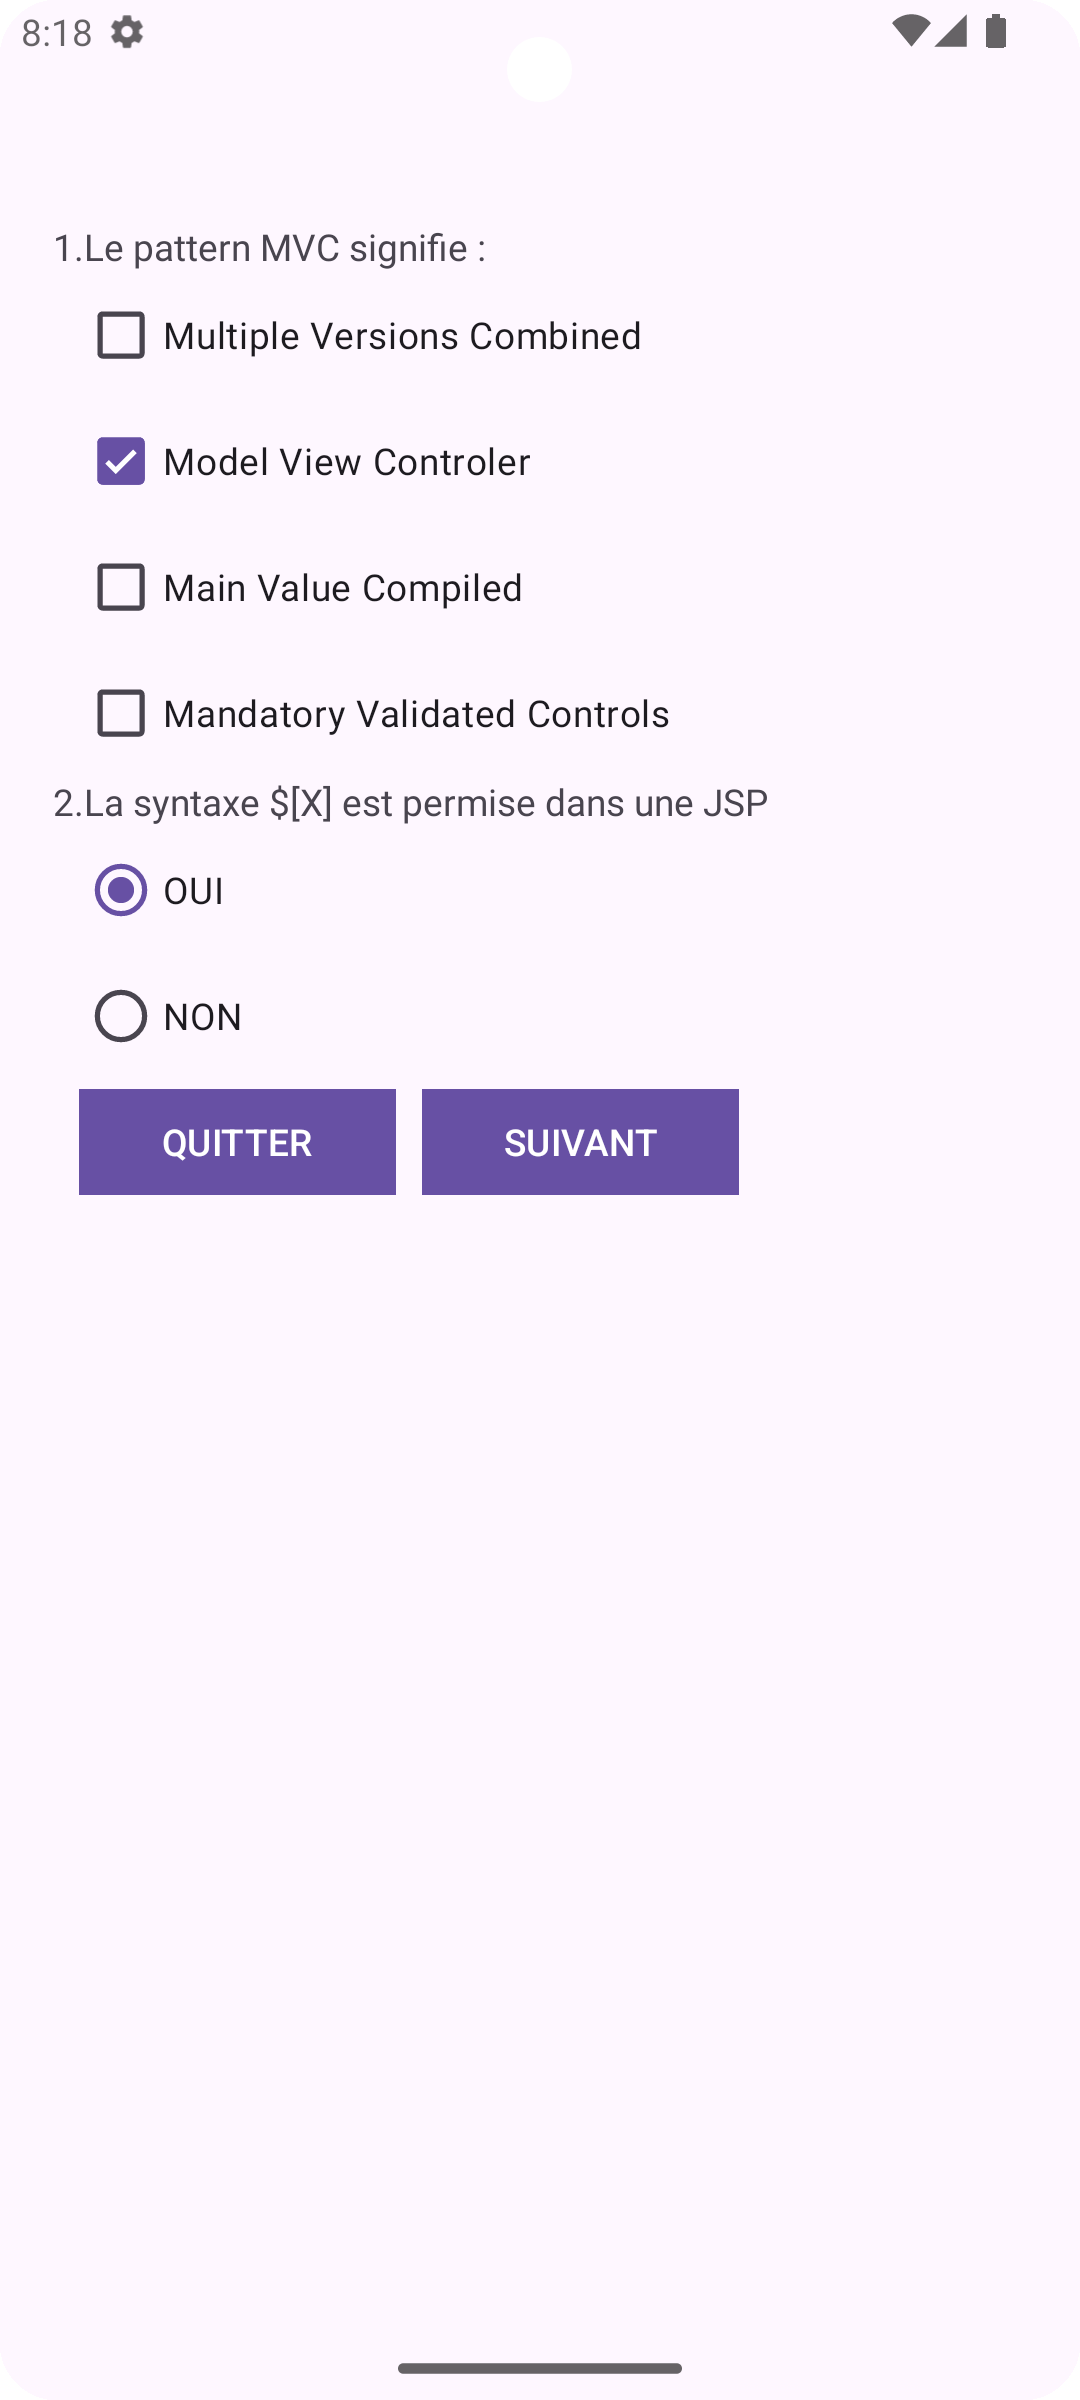 8:18
1.Le pattern MVC signifie :
Multiple Versions Combined
Model View Controler
Main Value Compiled
Mandatory Validated Controls
2.La syntaxe $[X] est permise dans une JSP
OUI
NON
QUITTER SUIVANT